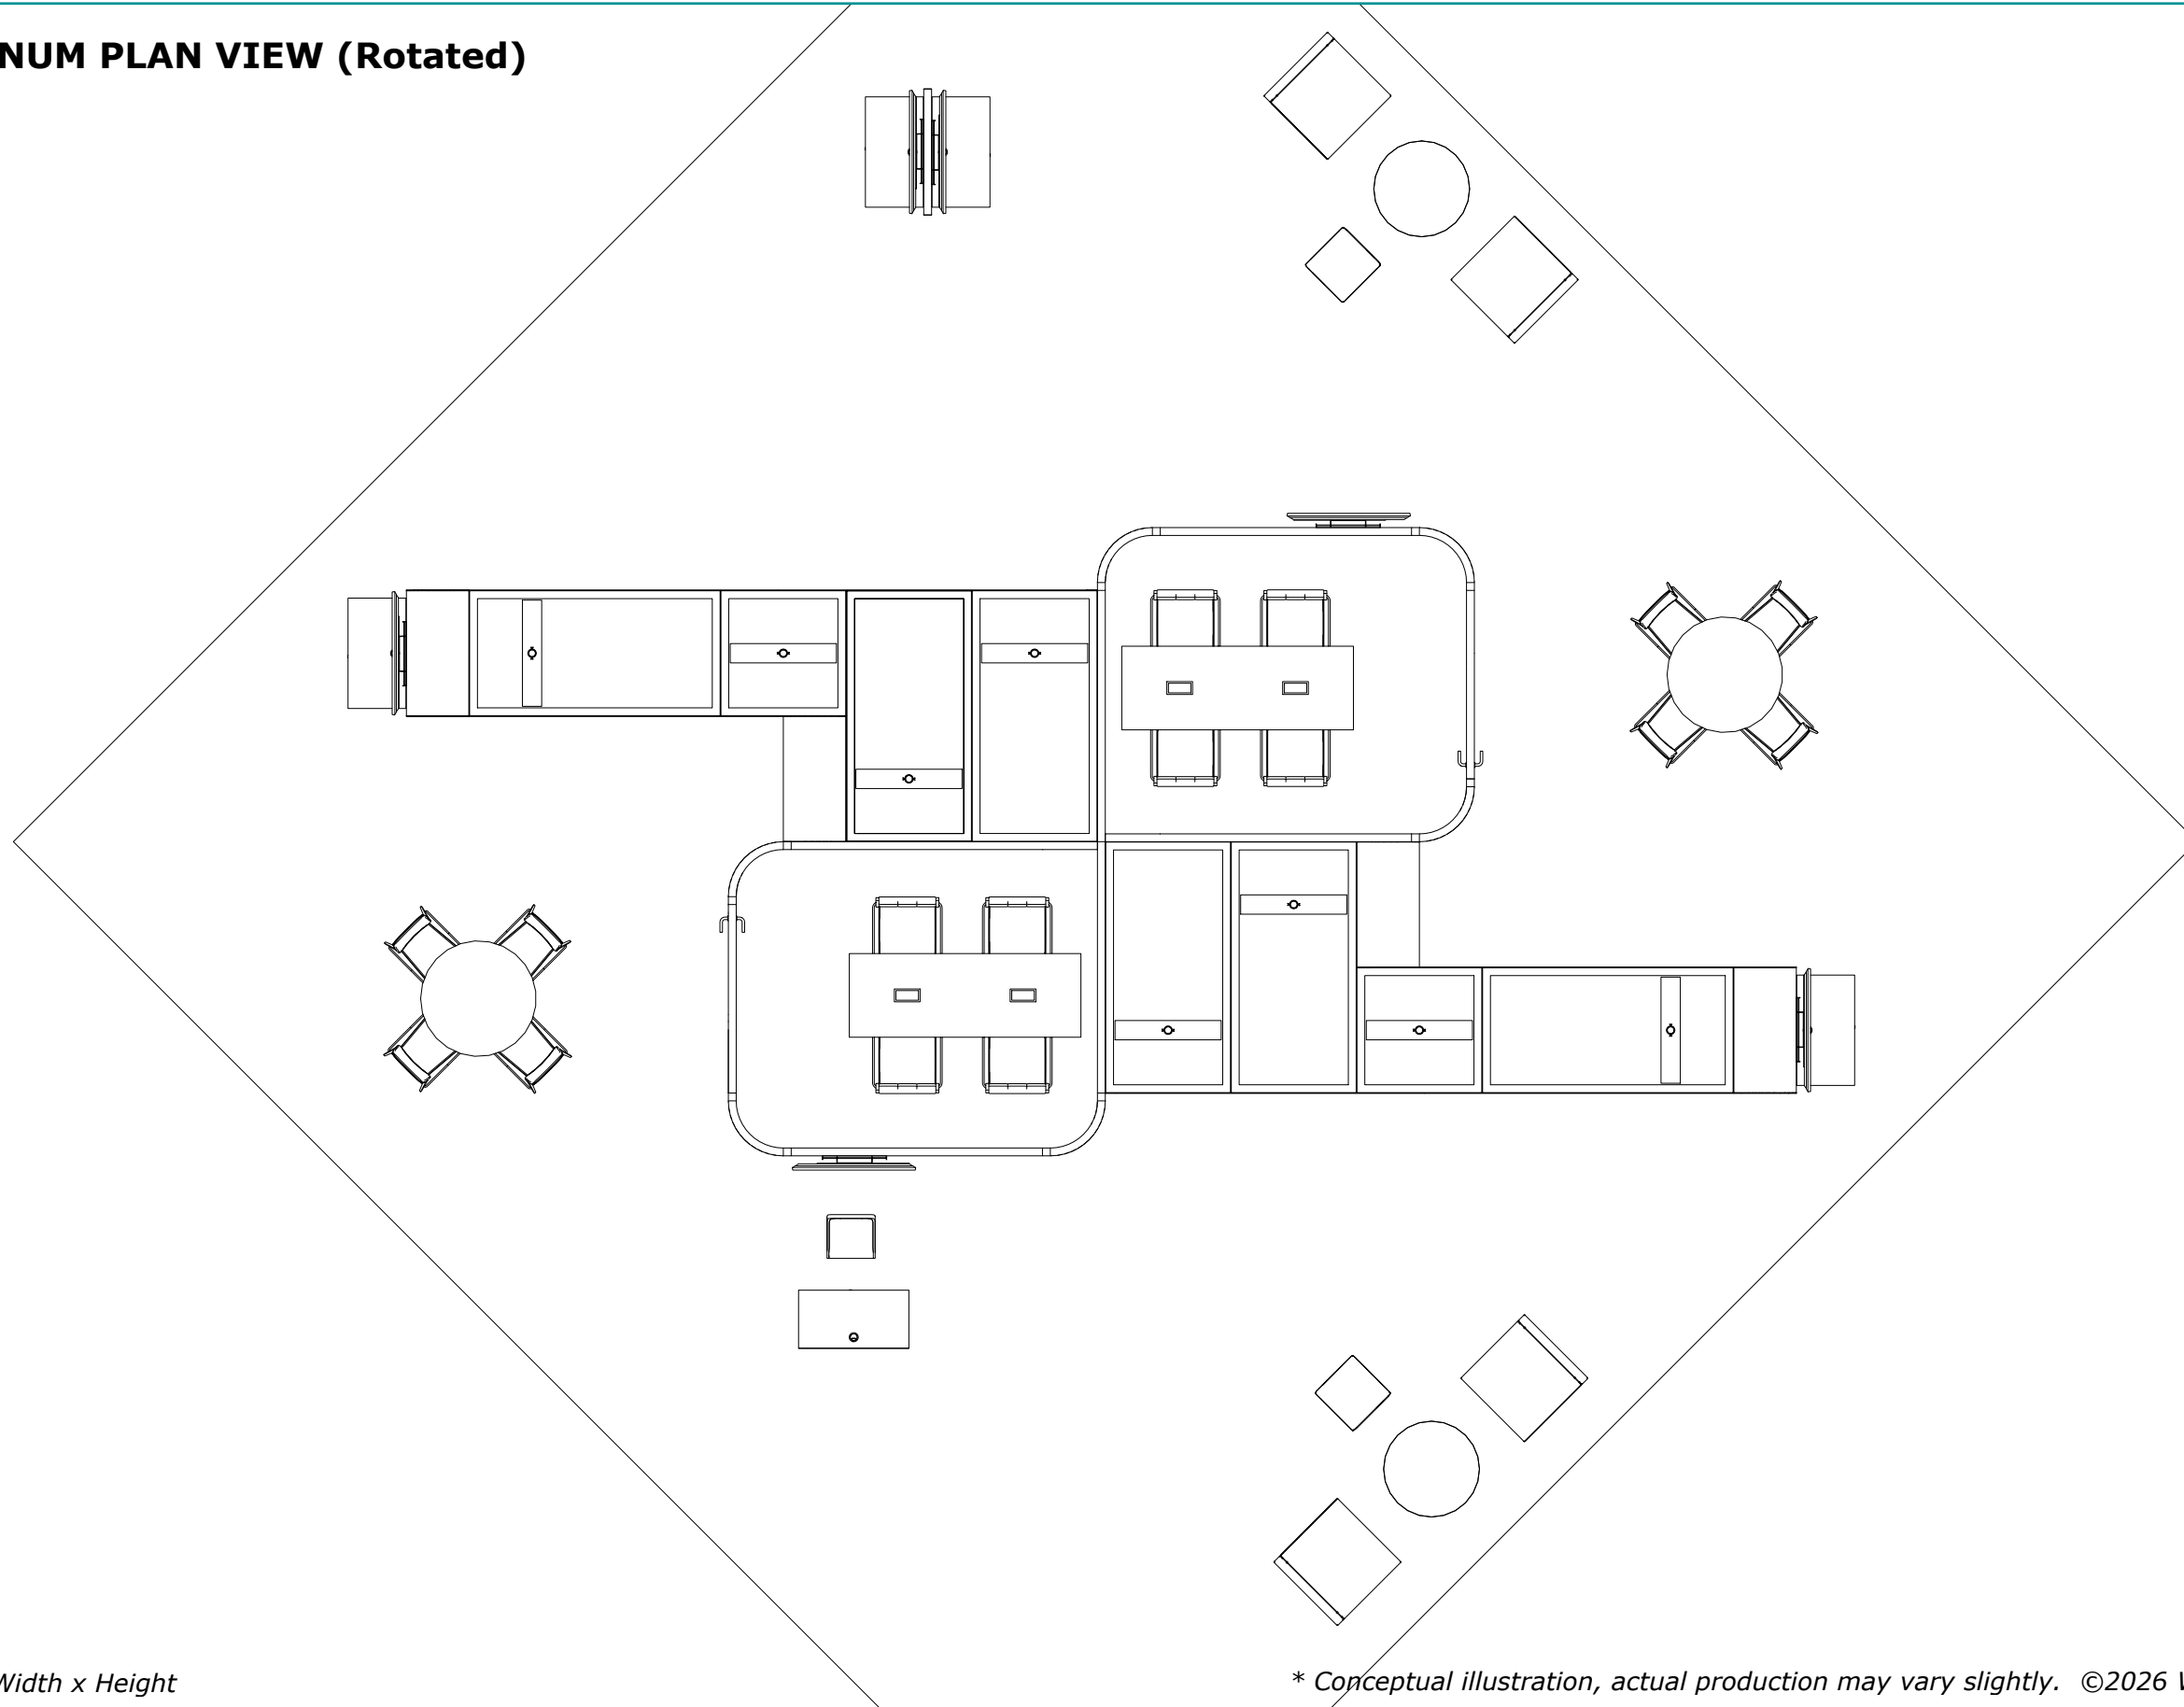 NUM PLAN VIEW (Rotated)
Width x Height
* Conceptual illustration, actual production may vary slightly. ©2026